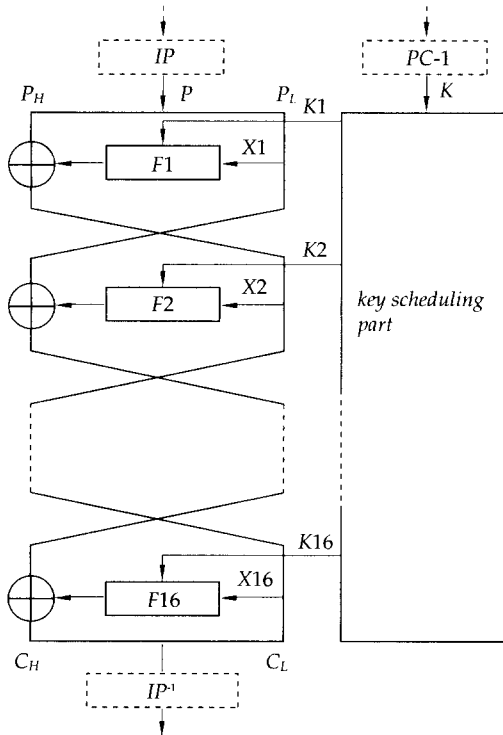 IP
PC-1
P_H
P
P_L
K
K1
X1
F1
K2
X2
F2
key scheduling
part
K16
X16
F16
C_H
C_L
IP⁻¹